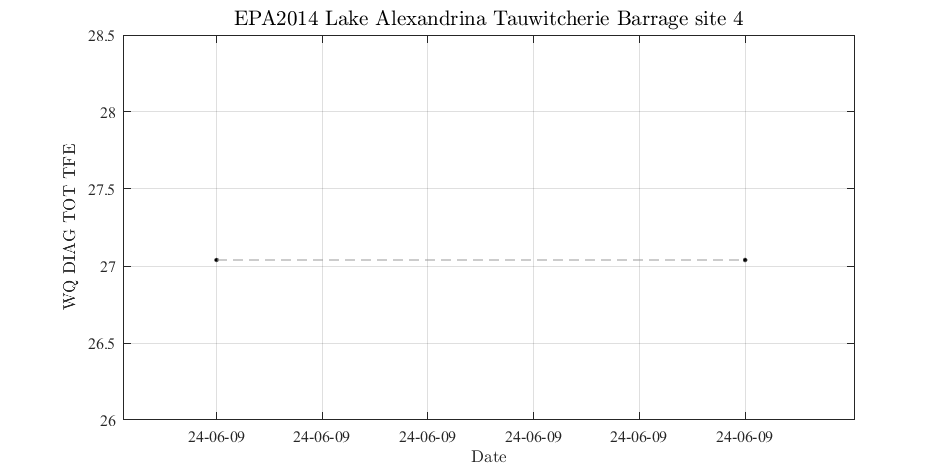 EPA2014 Lake Alexandrina Tauwitcherie Barrage site 4
28.5
28
27.5
27
26.5
26
WQ DIAG TOT TFE
24-06-09 24-06-09 24-06-09 24-06-09 24-06-09 24-06-09
Date